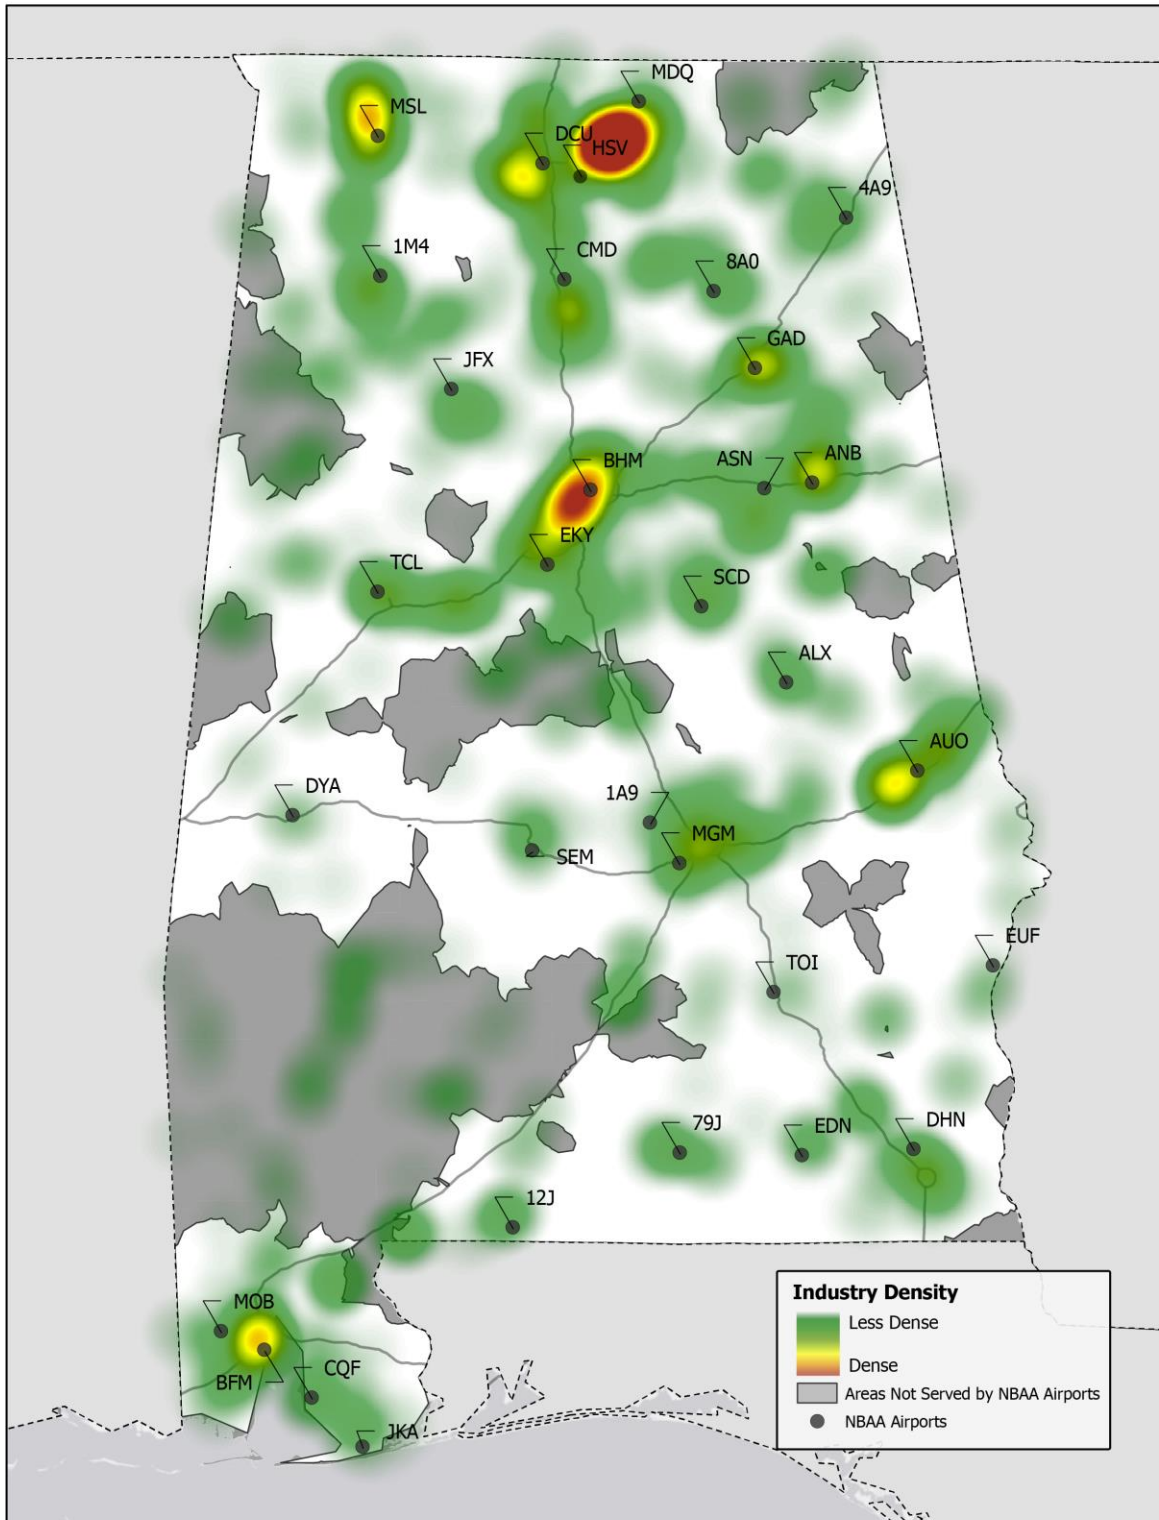 MDQ
MSL
DCU
HSV
4A9
1M4
CMD
8A0
GAD
JFX
BHM
ASN
ANB
EKY
TCL
SCD
ALX
AUO
DYA
1A9
MGM
SEM
EUF
TOI
79J
EDN
DHN
12J
MOB
CQF
BFM
JKA
Industry Density
Less Dense
Dense
Areas Not Served by NBAA Airports
NBAA Airports